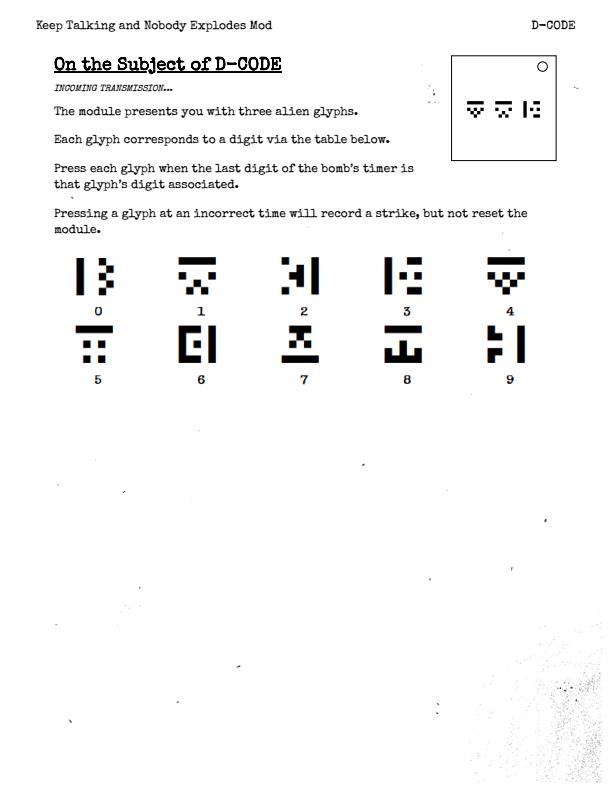 Keep Talking and Nobody Explodes Mod D-CODE
On the Subject of D-CODE
INCOMING TRANSMISSION...
The module presents you with three alien glyphs.
Each glyph corresponds to a digit via the table below.
Press each glyph when the last digit of the bomb's timer is
that glyph's digit associated.
Pressing a glyph at an incorrect time will record a strike, but not reset the
module.
0 1 2 3 4
5 6 7 8 9